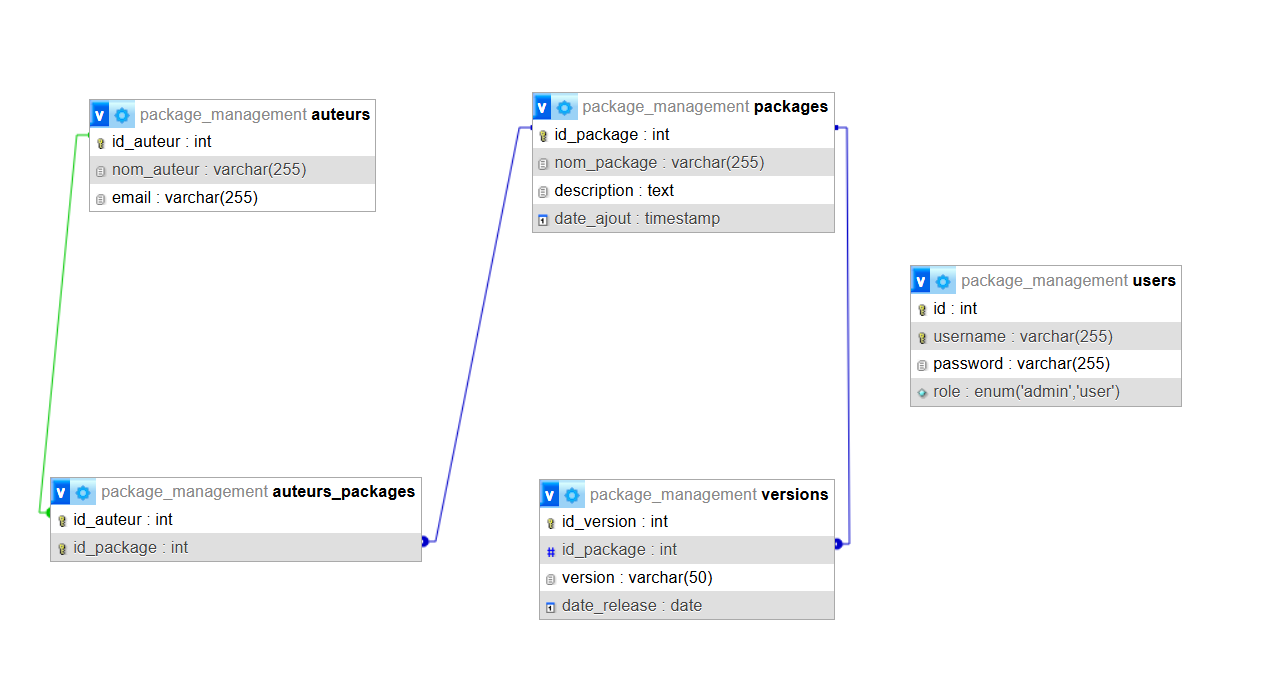 v package_management auteurs
id_auteur : int
nom_auteur : varchar(255)
email : varchar(255)
v package_management packages
id_package : int
nom_package : varchar(255)
description : text
date_ajout : timestamp
v package_management users
id : int
username : varchar(255)
password : varchar(255)
role : enum('admin','user')
v package_management auteurs_packages
id_auteur : int
id_package : int
v package_management versions
id_version : int
# id_package : int
version : varchar(50)
date_release : date